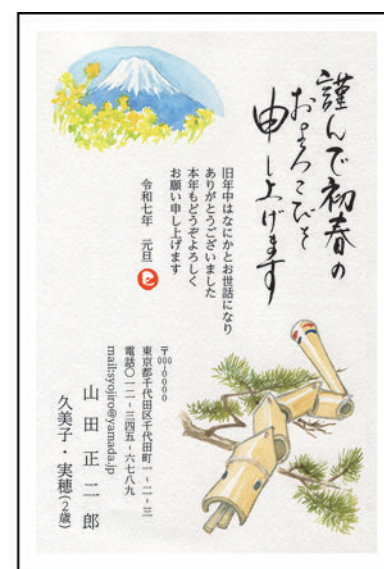 謹んで初春の
およろこびを
申し上げます
旧年中はなにかとお世話になり
ありがとうございました
本年もどうぞよろしく
お願い申し上げます
令和七年　元旦
〒000-0000
東京都千代田区千代田町一-二-三
電話〇一二-三四五-六七八九
mail:syojiro@yamada.jp
山田正二郎
久美子・実穂(2歳)